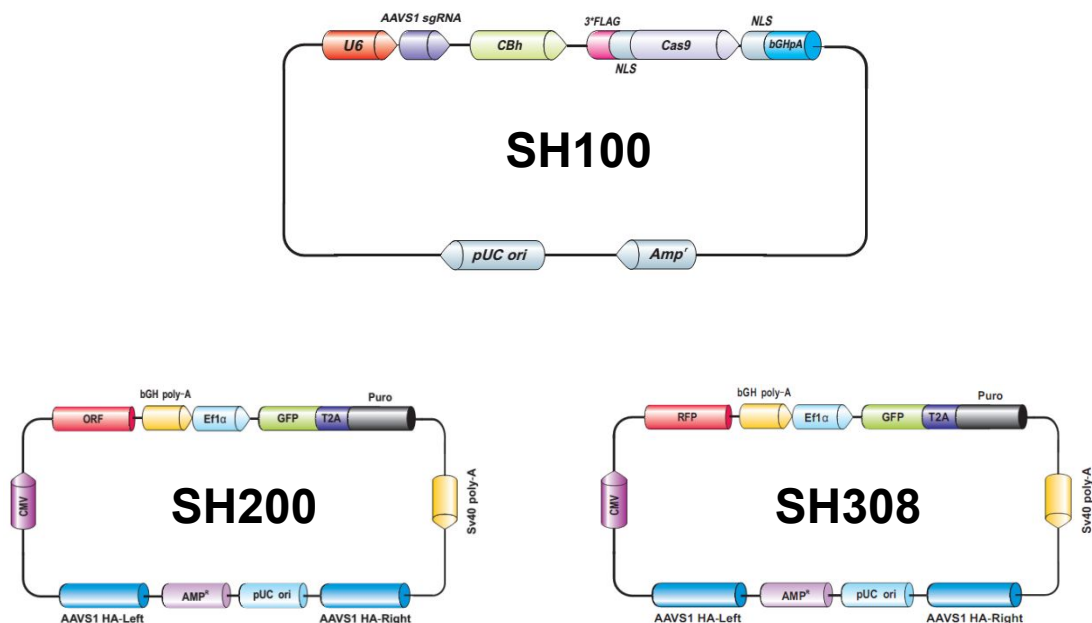 AAVS1 sgRNA
3*FLAG
NLS
U6
CBh
Cas9
bGHpA
NLS
SH100
pUC ori
Ampʳ
bGH poly-A
Puro
ORF
Ef1α
GFP
T2A
CMV
SH200
Sv40 poly-A
AMPᴿ
pUC ori
AAVS1 HA-Left
AAVS1 HA-Right
bGH poly-A
Puro
RFP
Ef1α
GFP
T2A
CMV
SH308
Sv40 poly-A
AMPᴿ
pUC ori
AAVS1 HA-Left
AAVS1 HA-Right